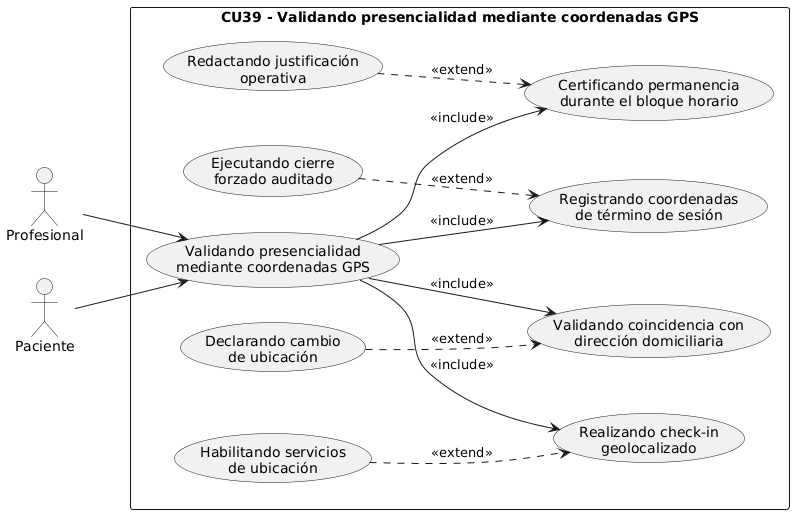 CU39 - Validando presencialidad mediante coordenadas GPS
Redactando justificación
operativa
«extend»
Certificando permanencia
durante el bloque horario
«include»
Ejecutando cierre
forzado auditado
«extend»
Registrando coordenadas
de término de sesión
«include»
Profesional
Validando presencialidad
mediante coordenadas GPS
«include»
Paciente
Declarando cambio
de ubicación
«extend»
Validando coincidencia con
dirección domiciliaria
«include»
Habilitando servicios
de ubicación
«extend»
Realizando check-in
geolocalizado